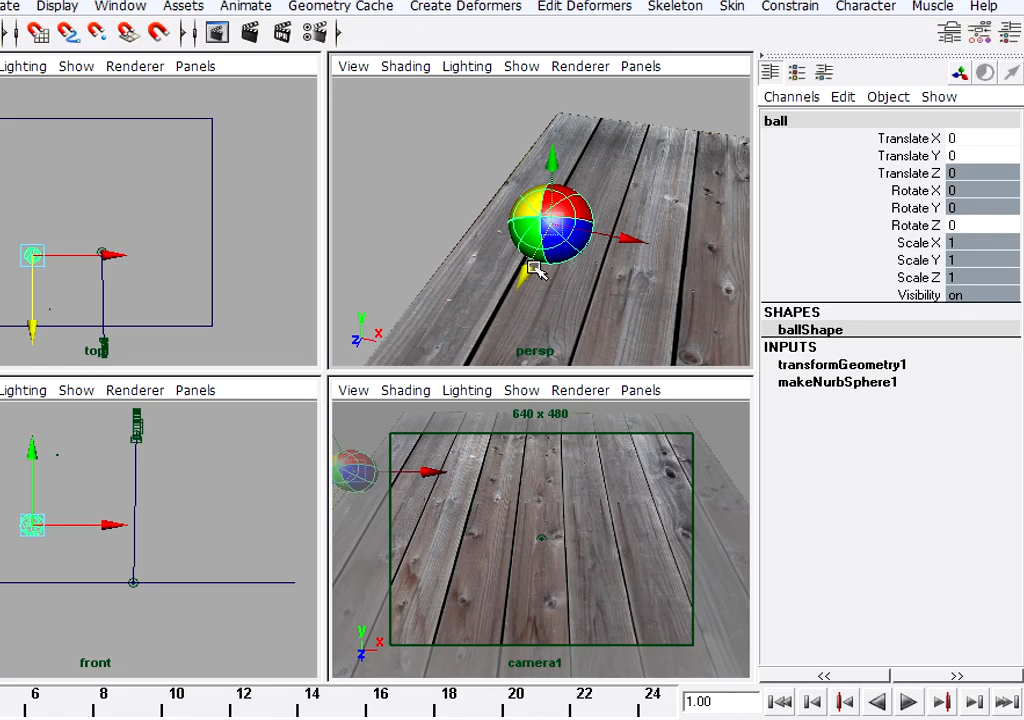 ate Display Window Assets Animate Geometry Cache Create Deformers Edit Deformers Skeleton Skin Constrain Character Muscle Help
ighting Show Renderer Panels
View Shading Lighting Show Renderer Panels
Channels Edit Object Show
ball
Translate X 0
Translate Y 0
Translate Z 0
Rotate X 0
Rotate Y 0
Rotate Z 0
Scale X 1
Scale Y 1
Scale Z 1
Visibility on
SHAPES
ballShape
INPUTS
transformGeometry1
makeNurbSphere1
top
y
x
z
persp
ighting Show Renderer Panels
View Shading Lighting Show Renderer Panels
640 x 480
y
x
z
front
camera1
<< >>
6 8 10 12 14 16 18 20 22 24
1.00